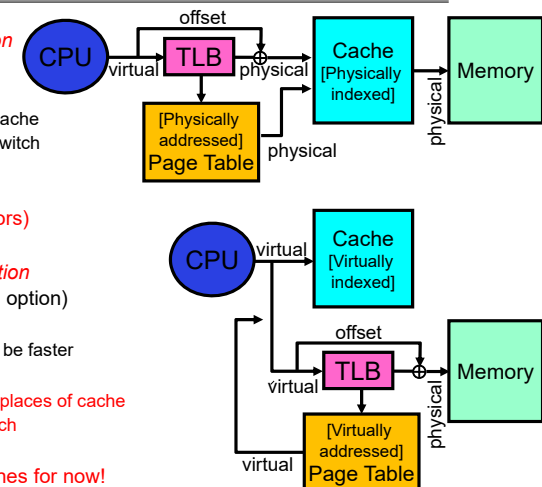 on
ache
witch
ors)
tion
option)
be faster
places of cache
ch
nes for now!
offset
CPU
virtual
TLB
physical
Cache
[Physically
indexed]
physical
Memory
[Physically
addressed]
Page Table
physical
CPU
virtual
Cache
[Virtually
indexed]
offset
virtual
TLB
physical
Memory
[Virtually
addressed]
Page Table
virtual